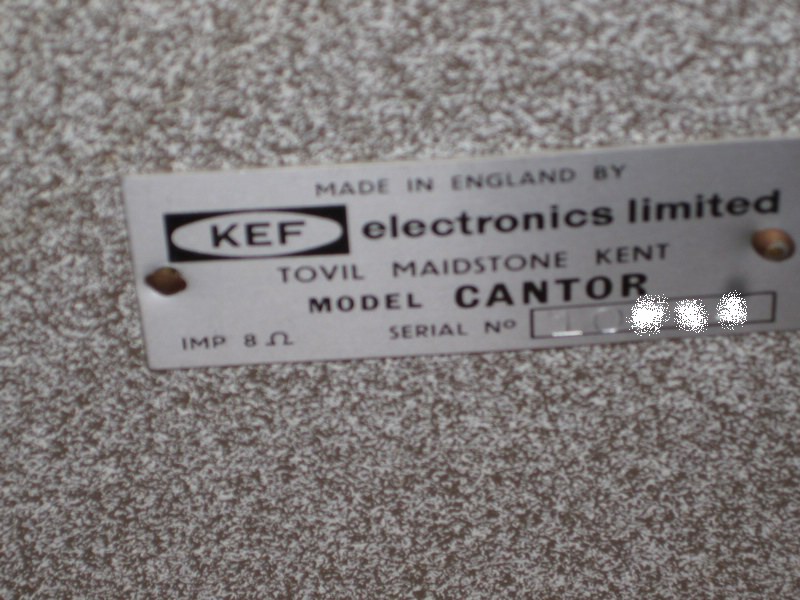 MADE IN ENGLAND BY
KEF electronics limited
TOVIL MAIDSTONE KENT
MODEL CANTOR
IMP 8 Ω SERIAL Nº